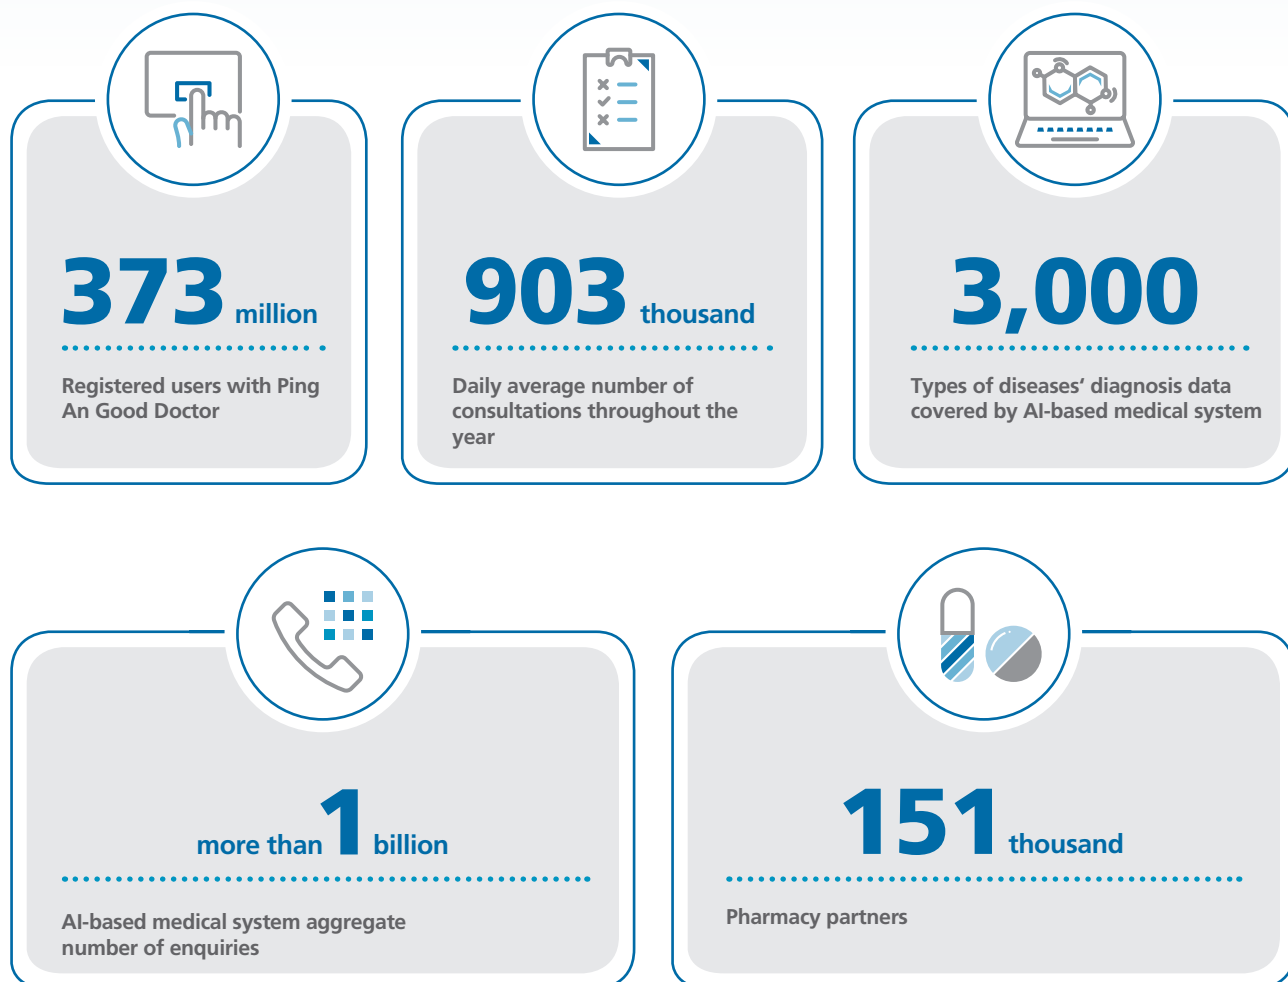 373 million
Registered users with Ping
An Good Doctor
903 thousand
Daily average number of
consultations throughout the
year
3,000
Types of diseases’ diagnosis data
covered by AI-based medical system
more than 1 billion
AI-based medical system aggregate
number of enquiries
151 thousand
Pharmacy partners